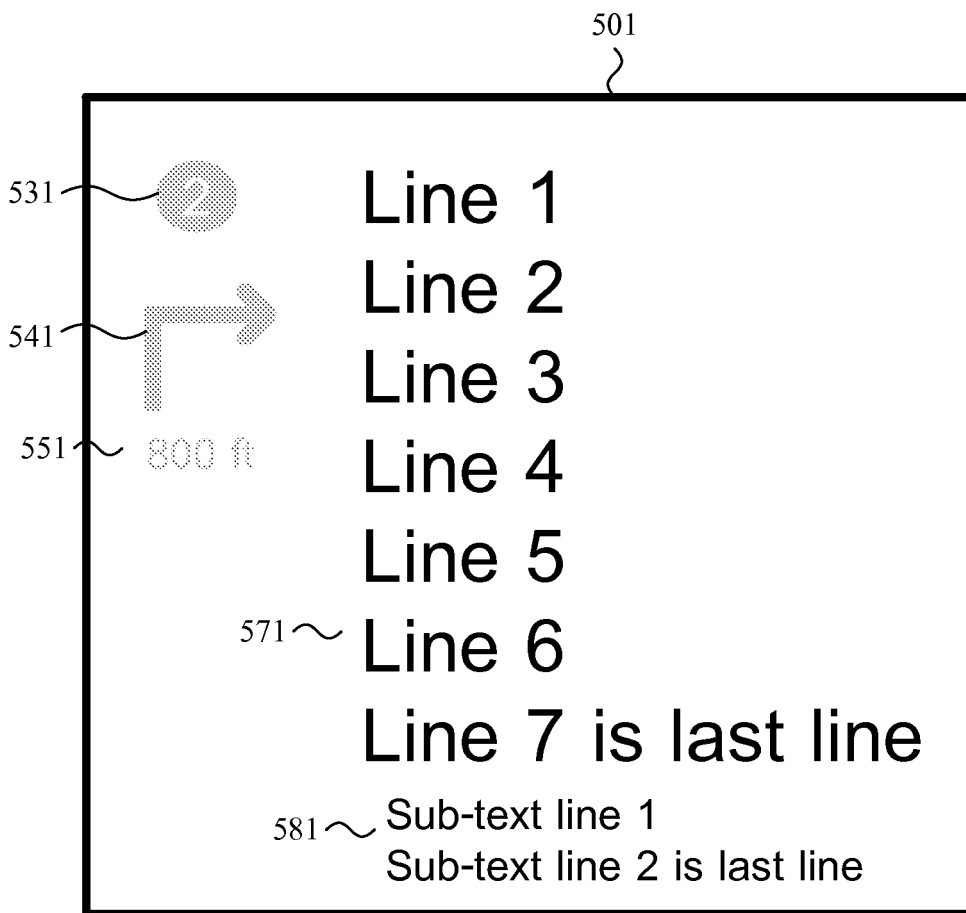 501
531
2
Line 1
Line 2
541
Line 3
551
800 ft
Line 4
Line 5
571
Line 6
Line 7 is last line
581
Sub-text line 1
Sub-text line 2 is last line